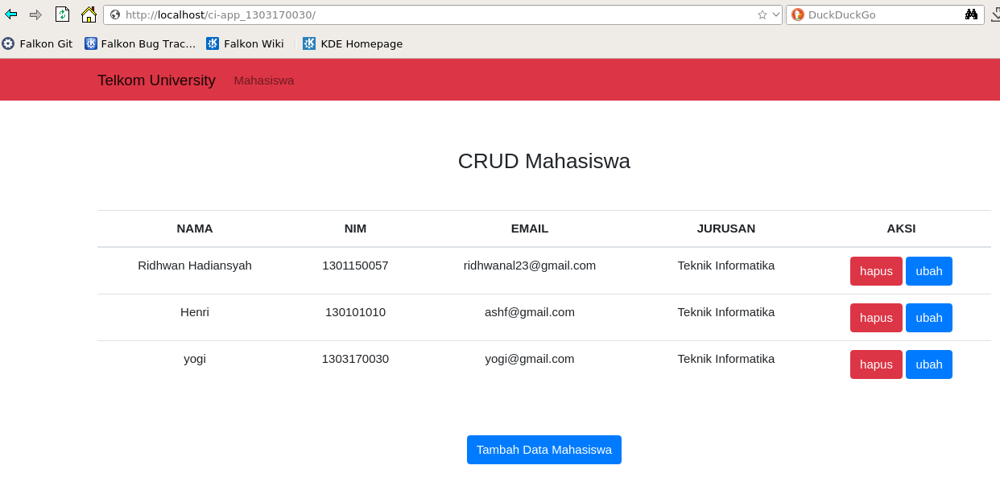 http://localhost/ci-app_1303170030/ DuckDuckGo
Falkon Git Falkon Bug Trac... Falkon Wiki KDE Homepage
Telkom University Mahasiswa
CRUD Mahasiswa
NAMA NIM EMAIL JURUSAN AKSI
Ridhwan Hadiansyah 1301150057 ridhwanal23@gmail.com Teknik Informatika hapus ubah
Henri 130101010 ashf@gmail.com Teknik Informatika hapus ubah
yogi 1303170030 yogi@gmail.com Teknik Informatika hapus ubah
Tambah Data Mahasiswa